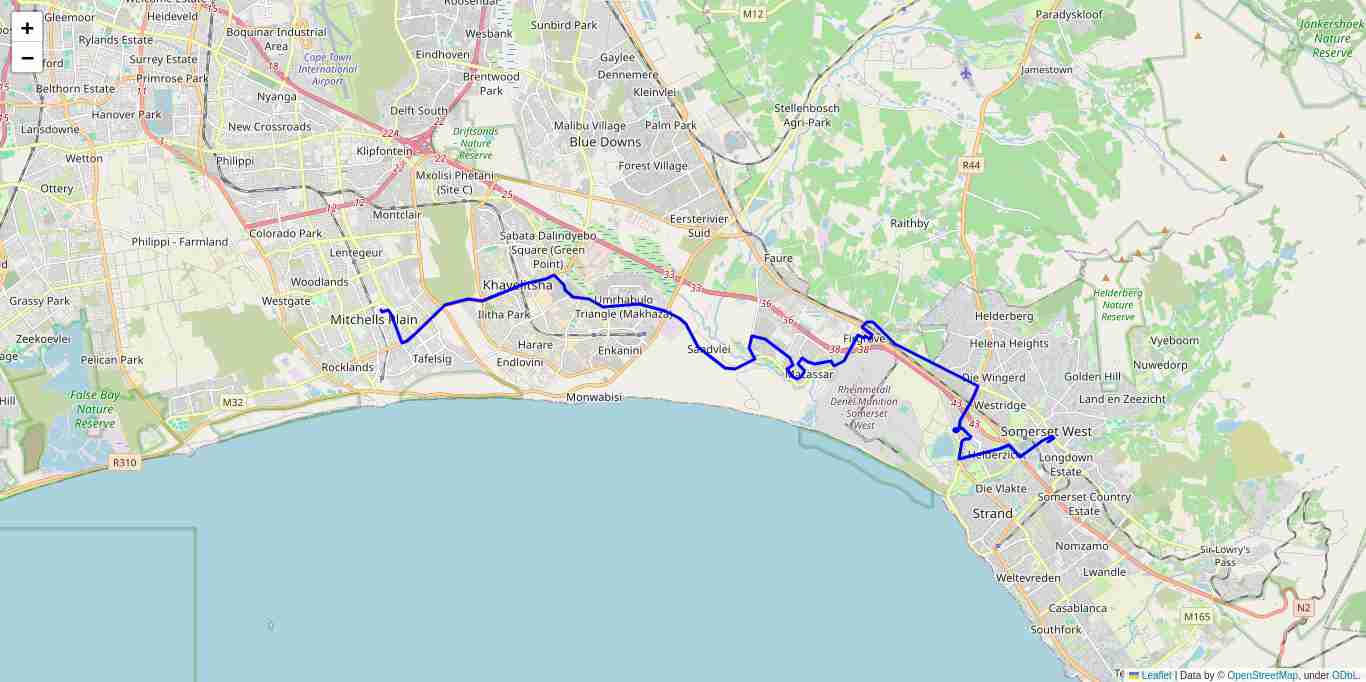 Welcome Estate
Roosendal
Gleemoor
Heideveld
M12
Paradyskloof
Sunbird Park
Boquinar Industrial
Area
Rylands Estate
Wesbank
Jonkershoek
Nature
Reserve
+
−
Surrey Estate
Cape Town
International
Airport
Eindhoven
Gaylee
Dennemere
18
Primrose Park
Brentwood
Park
Jamestown
Belthorn Estate
Nyanga
Kleinvlei
Hanover Park
Delft South
Stellenbosch
Agri-Park
11
22
Lansdowne
New Crossroads
22A
Driftsands
Nature
Reserve
Malibu Village
Palm Park
Blue Downs
Wetton
Philippi
Klipfontein
22
Forest Village
R44
Mxolisi Phetani
(Site C)
Ottery
25
12
12
Montclair
Eersterivier
Suid
Raithby
Colorado Park
Philippi - Farmland
Sabata Dalindyebo
Square (Green
Point)
Lentegeur
Faure
33
33
Grassy Park
Woodlands
Khayelitsha
Westgate
Umrhabulo
Triangle (Makhaza)
36
36
Helderberg
Nature
Reserve
Mitchells Plain
Ilitha Park
Helderberg
Zeekoevlei
Harare
Enkanini
Sandvlei
Firgrove
38
38
Helena Heights
Vyeboom
Pelican Park
Tafelsig
Endlovini
Rocklands
Macassar
Die Wingerd
Golden Hill
Nuwedorp
False Bay
Nature
Reserve
M32
Monwabisi
Rheinmetall
Denel Munition
Somerset
West
43
43
Westridge
Land en Zeezicht
Somerset West
R310
Helderzicht
Longdown
Estate
Die Vlakte
Somerset Country
Estate
Strand
Nomzamo
Sir Lowry's
Pass
Lwandle
Weltevreden
Casablanca
N2
M165
Southfork
Leaflet | Data by © OpenStreetMap, under ODbL.